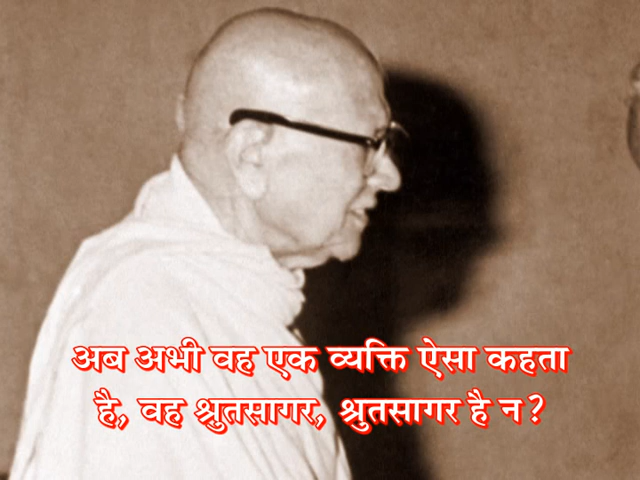 अब अभी वह एक व्यक्ति ऐसा कहता
है, वह श्रुतसागर, श्रुतसागर है न?